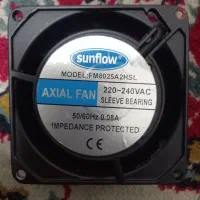 sunflow
MODEL:FM8025A2HSL
AXIAL FAN
220~240VAC
SLEEVE BEARING
50/60Hz 0.08A
IMPEDANCE PROTECTED
CE